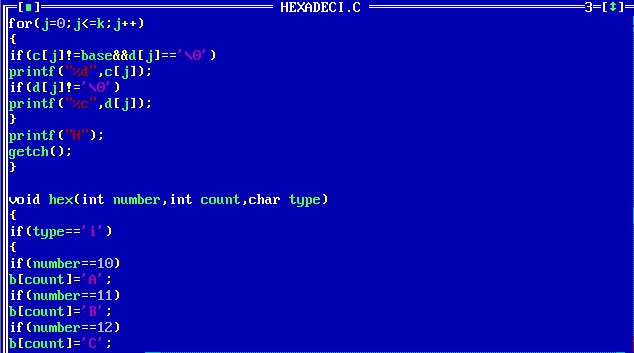 [■] HEXADECI.C 3=[↕]
for(j=0;j<=k;j++)
{
if(c[j]!=base&&d[j]=='\0')
printf("%d",c[j]);
if(d[j]!='\0')
printf("%c",d[j]);
}
printf("H");
getch();
}
void hex(int number,int count,char type)
{
if(type=='i')
{
if(number==10)
b[count]='A';
if(number==11)
b[count]='B';
if(number==12)
b[count]='C';